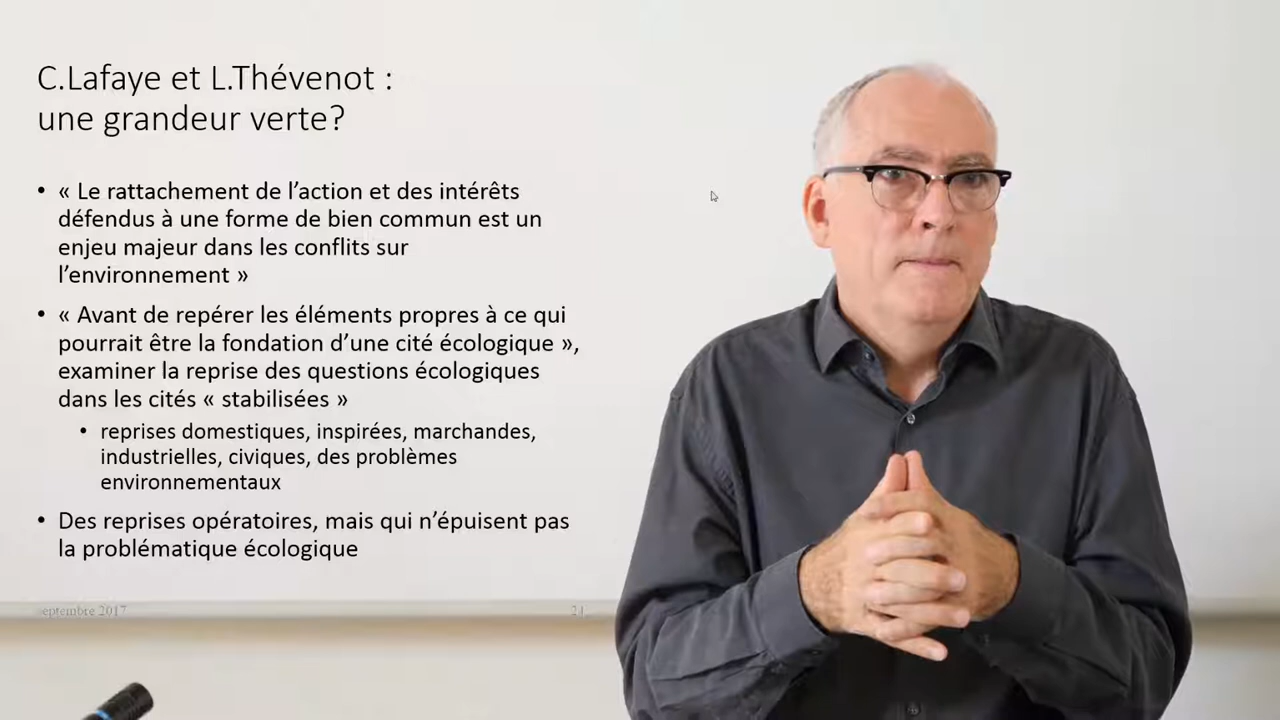 C.Lafaye et L.Thévenot :
une grandeur verte?
• « Le rattachement de l’action et des intérêts
défendus à une forme de bien commun est un
enjeu majeur dans les conflits sur
l’environnement »
• « Avant de repérer les éléments propres à ce qui
pourrait être la fondation d’une cité écologique »,
examiner la reprise des questions écologiques
dans les cités « stabilisées »
• reprises domestiques, inspirées, marchandes,
industrielles, civiques, des problèmes
environnementaux
• Des reprises opératoires, mais qui n’épuisent pas
la problématique écologique
eptembre 2017